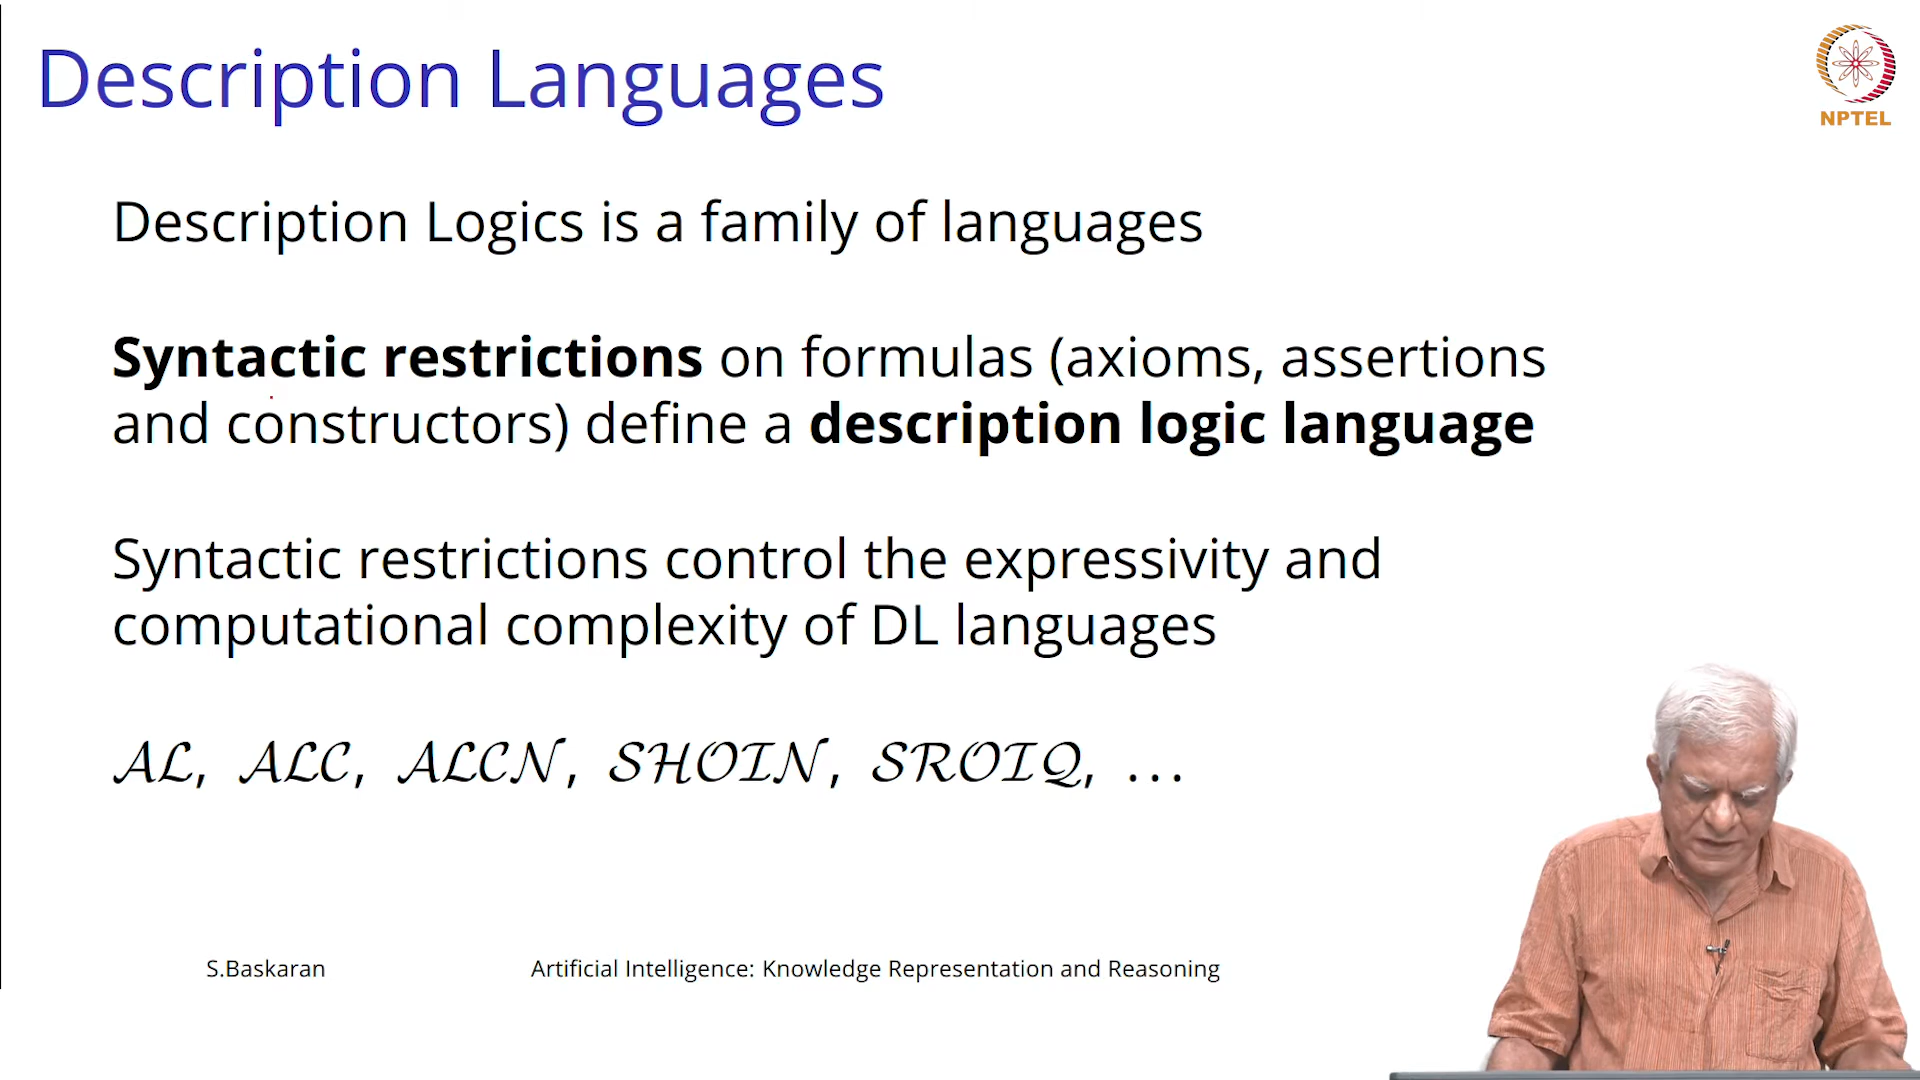 Description Languages
NPTEL
Description Logics is a family of languages
Syntactic restrictions on formulas (axioms, assertions
and constructors) define a description logic language
Syntactic restrictions control the expressivity and
computational complexity of DL languages
𝒜ℒ, 𝒜ℒ𝒞, 𝒜ℒ𝒞𝒩, 𝒮ℋ𝒪ℐ𝒩, 𝒮ℛ𝒪ℐ𝒬, …
S.Baskaran
Artificial Intelligence: Knowledge Representation and Reasoning